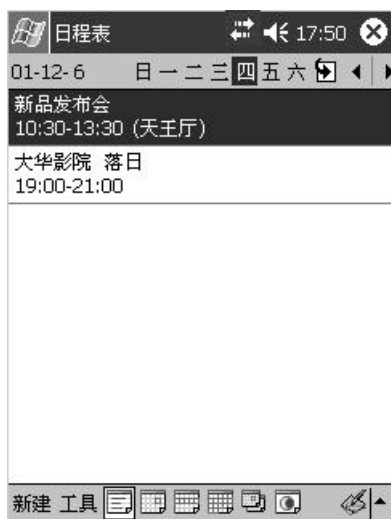 日程表 17:50
01-12-6 日 一 二 三 四 五 六
新品发布会
10:30-13:30 (天王厅)
大华影院 落日
19:00-21:00
新建 工具